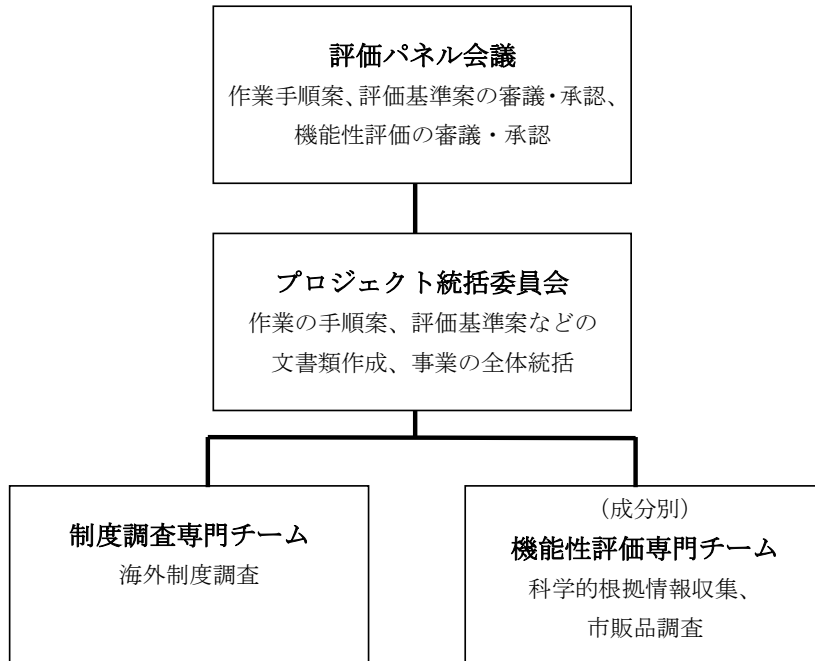 評価パネル会議
作業手順案、評価基準案の審議・承認、
機能性評価の審議・承認
プロジェクト統括委員会
作業の手順案、評価基準案などの
文書類作成、事業の全体統括
制度調査専門チーム
海外制度調査
（成分別）
機能性評価専門チーム
科学的根拠情報収集、
市販品調査